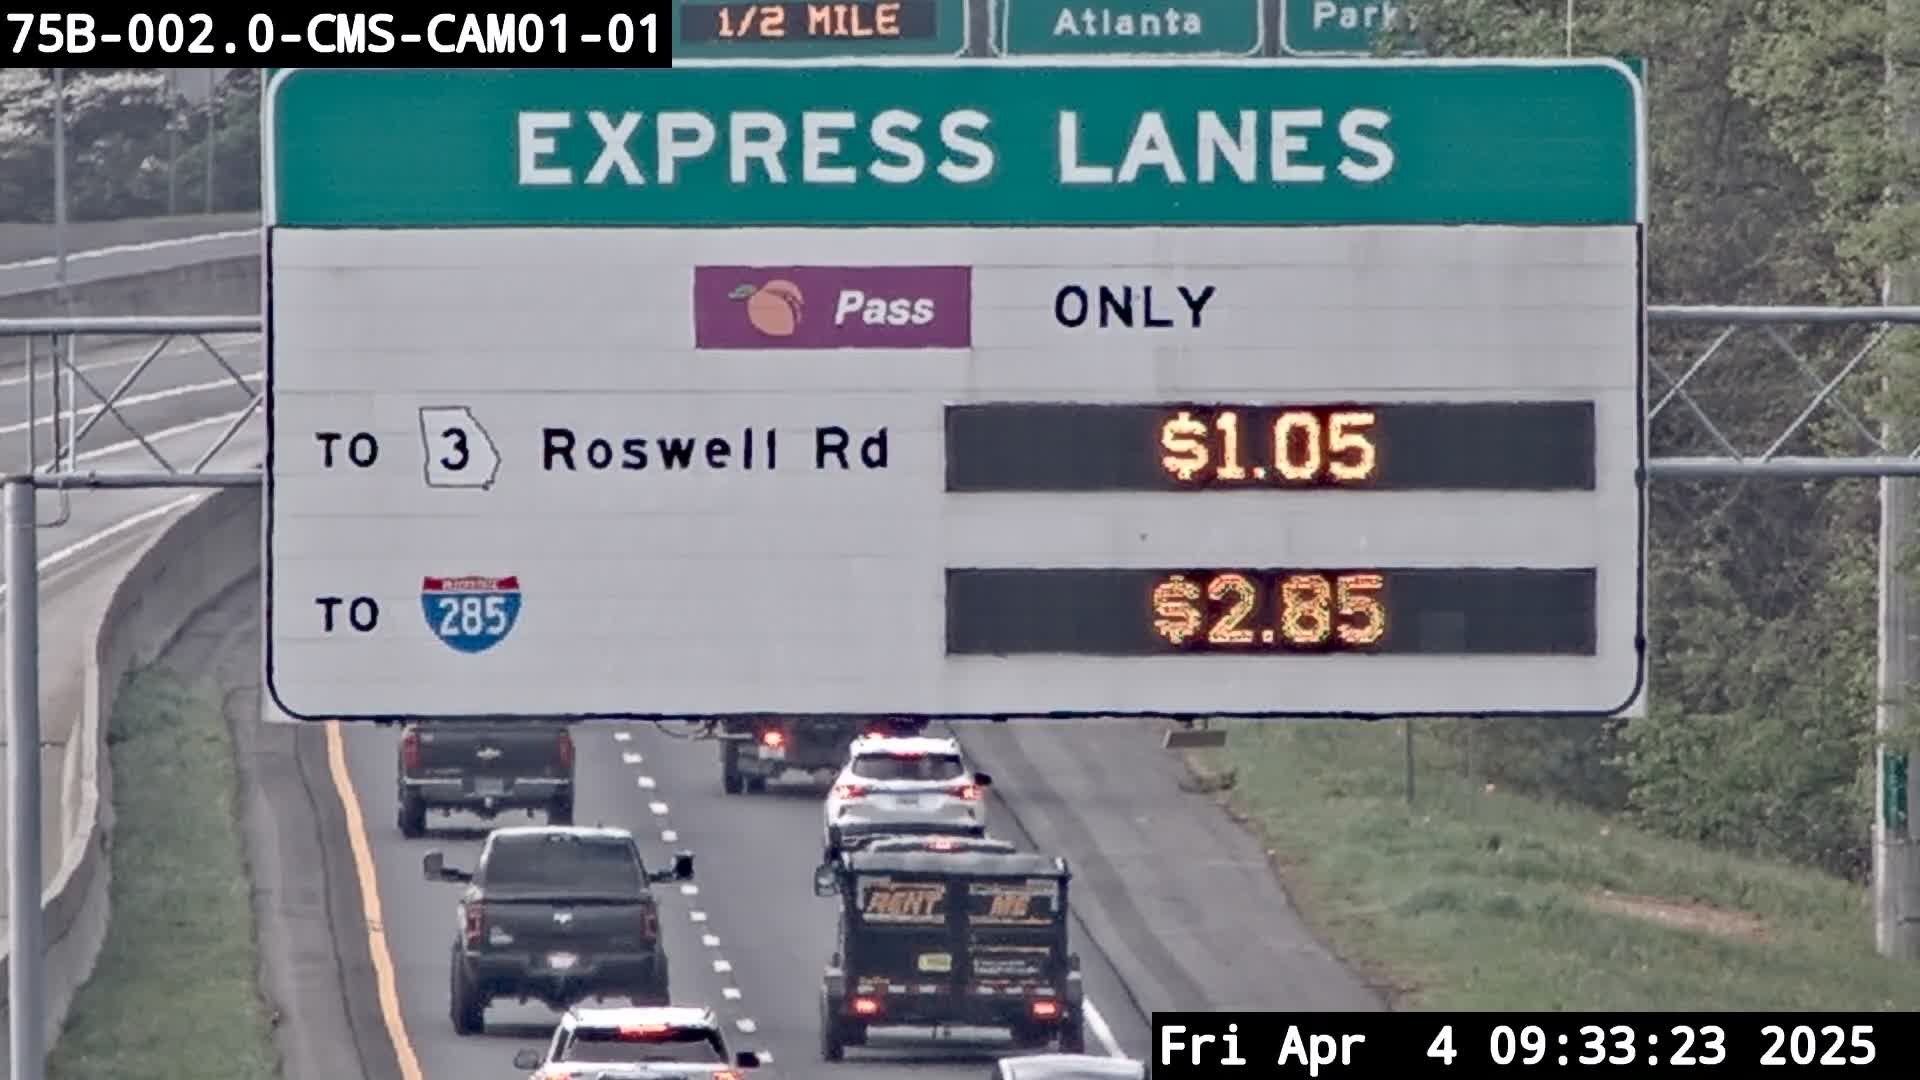 75B-002.0-CMS-CAM01-01
1/2 MILE
Atlanta
Park
EXPRESS LANES
Pass ONLY
TO 3 Roswell Rd $1.05
TO 285 $2.85
RENT ME
Fri Apr 4 09:33:23 2025